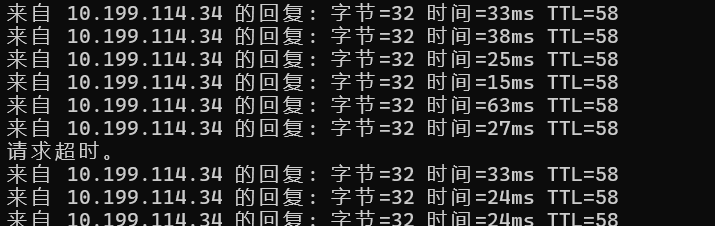 来自 10.199.114.34 的回复: 字节=32 时间=33ms TTL=58
来自 10.199.114.34 的回复: 字节=32 时间=38ms TTL=58
来自 10.199.114.34 的回复: 字节=32 时间=25ms TTL=58
来自 10.199.114.34 的回复: 字节=32 时间=15ms TTL=58
来自 10.199.114.34 的回复: 字节=32 时间=63ms TTL=58
来自 10.199.114.34 的回复: 字节=32 时间=27ms TTL=58
请求超时。
来自 10.199.114.34 的回复: 字节=32 时间=33ms TTL=58
来自 10.199.114.34 的回复: 字节=32 时间=24ms TTL=58
来自 10.199.114.34 的回复: 字节=32 时间=24ms TTL=58